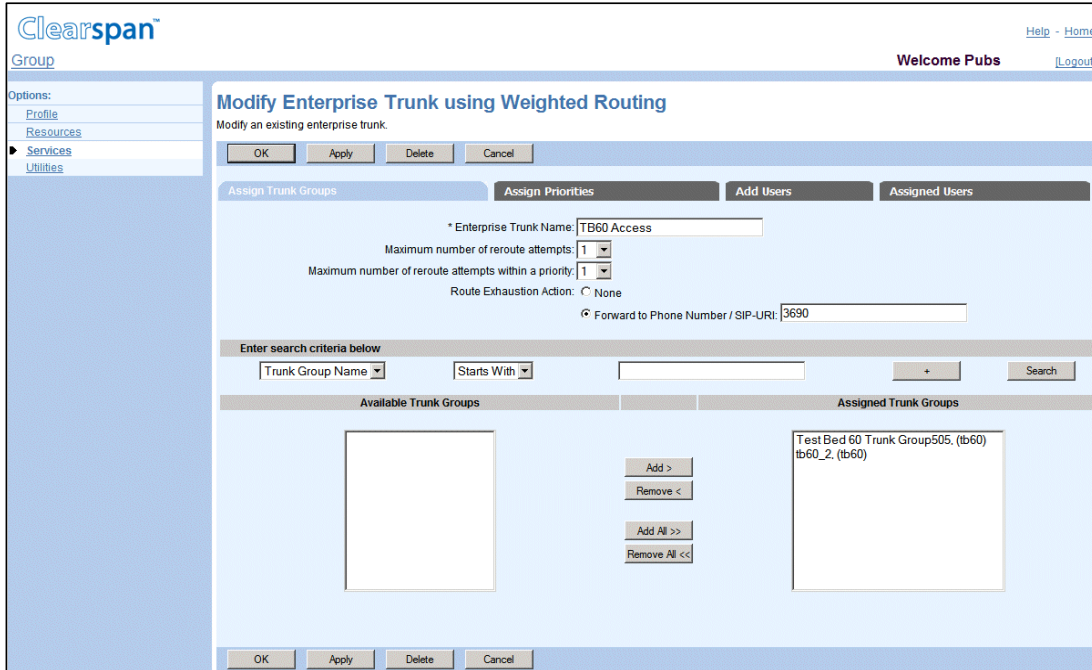 Clearspan™
Help - Home
Group
Welcome Pubs
[Logout
Options:
Profile
Resources
Services
Utilities
Modify Enterprise Trunk using Weighted Routing
Modify an existing enterprise trunk.
OK Apply Delete Cancel
Assign Trunk Groups Assign Priorities Add Users Assigned Users
* Enterprise Trunk Name: TB60 Access
Maximum number of reroute attempts: 1
Maximum number of reroute attempts within a priority: 1
Route Exhaustion Action: None
Forward to Phone Number / SIP-URI: 3690
Enter search criteria below
Trunk Group Name Starts With + Search
Available Trunk Groups Assigned Trunk Groups
Test Bed 60 Trunk Group505, (tb60)
tb60_2, (tb60)
Add >
Remove <
Add All >>
Remove All <<
OK Apply Delete Cancel